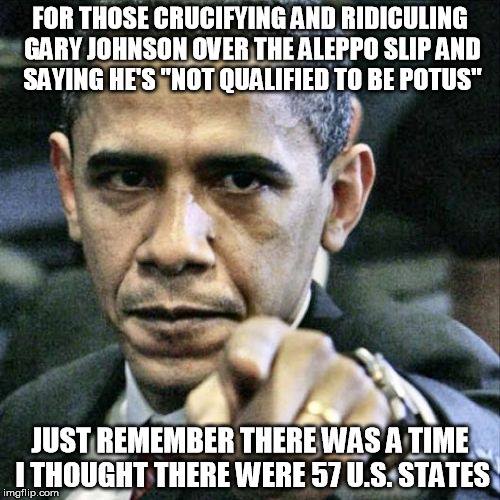 FOR THOSE CRUCIFYING AND RIDICULING
GARY JOHNSON OVER THE ALEPPO SLIP AND
SAYING HE'S "NOT QUALIFIED TO BE POTUS"
JUST REMEMBER THERE WAS A TIME
I THOUGHT THERE WERE 57 U.S. STATES
imgflip.com